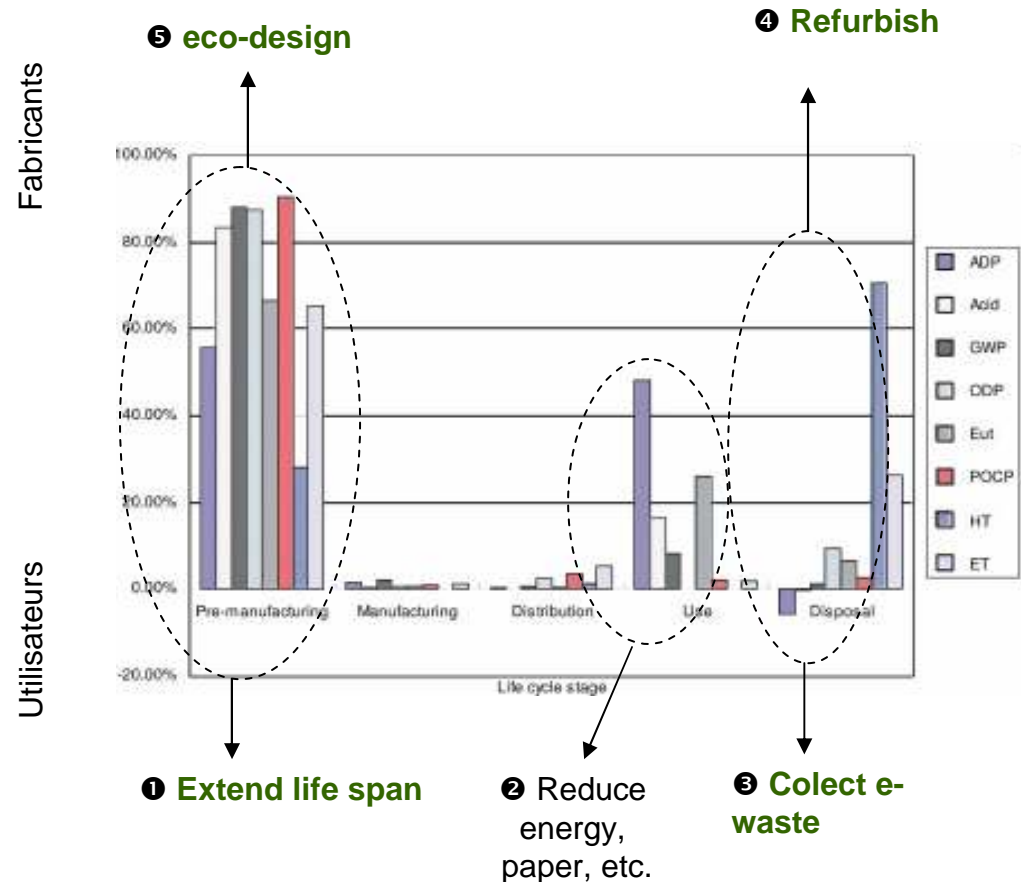 ❺ eco-design
❹ Refurbish
Fabricants
Utilisateurs
100.00%
80.00%
60.00%
40.00%
20.00%
0.00%
-20.00%
Pre-manufacturing
Manufacturing
Distribution
Use
Disposal
Life cycle stage
ADP
Acid
GWP
ODP
Eut
POCP
HT
ET
❶ Extend life span
❷ Reduce
energy,
paper, etc.
❸ Colect e-
waste